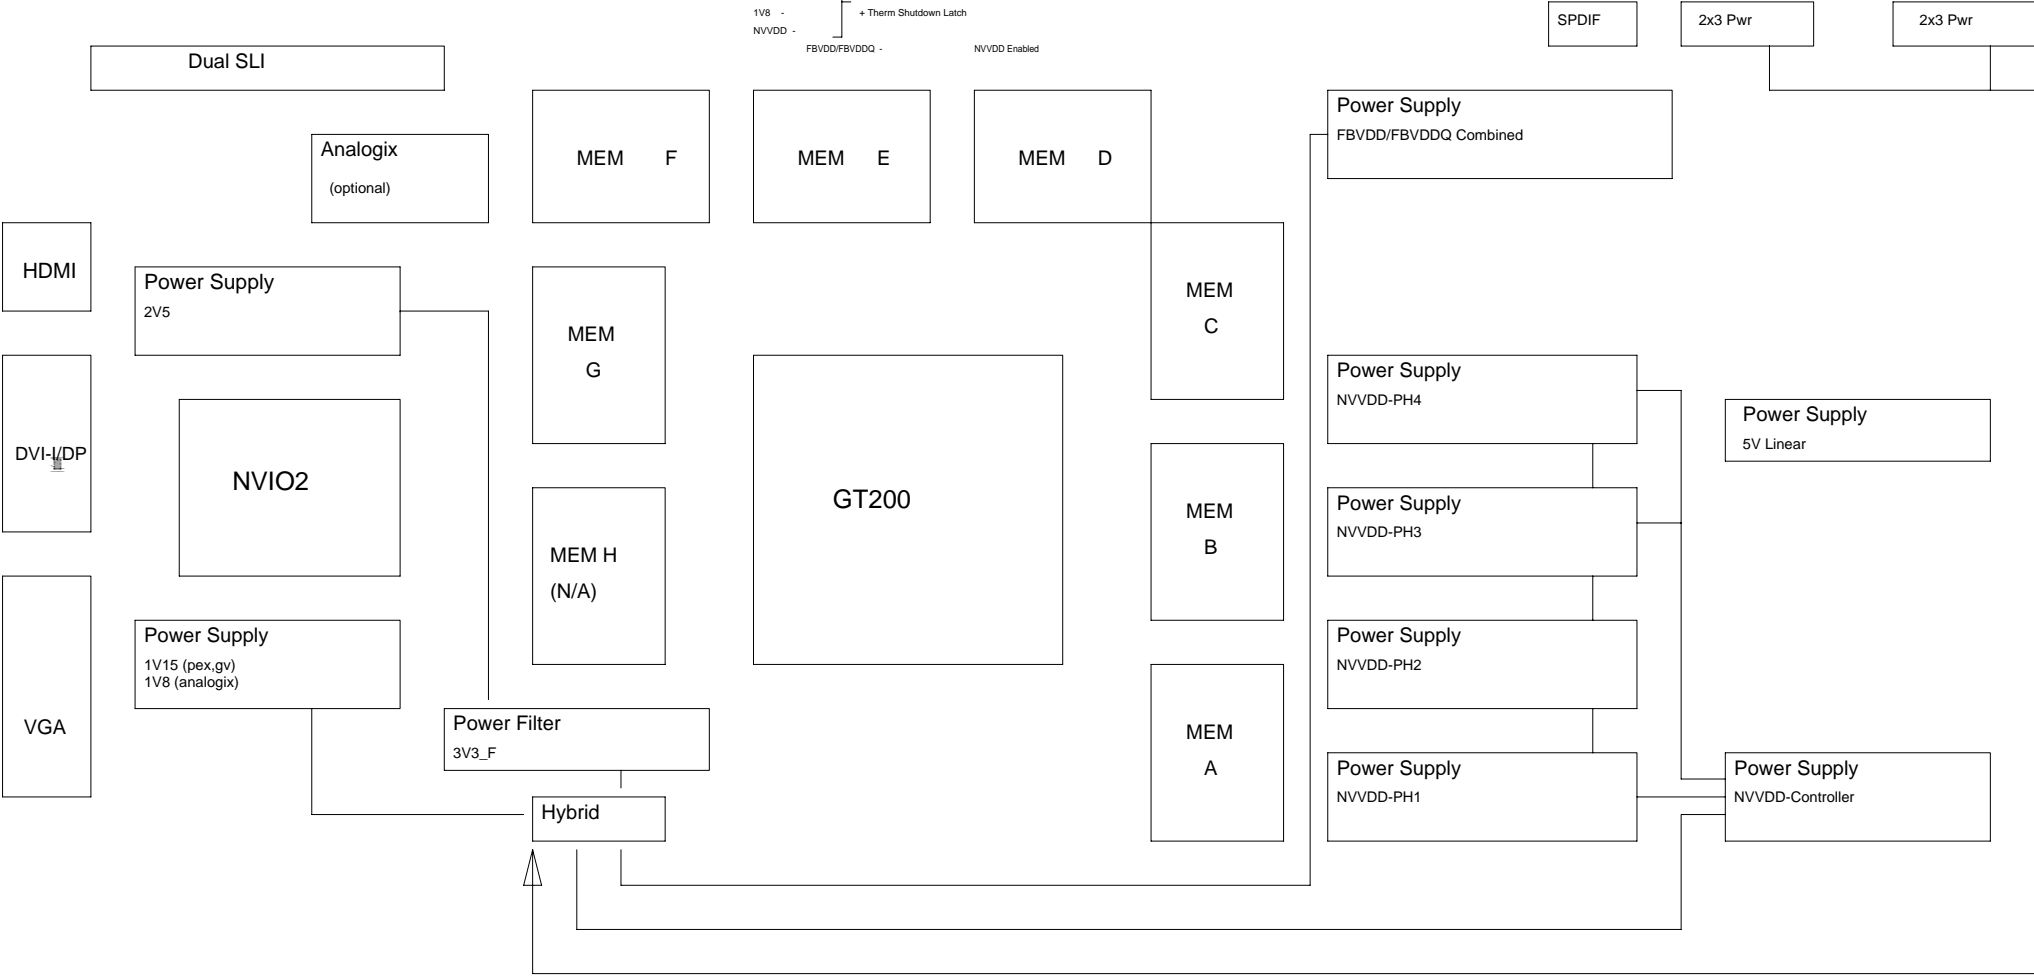 1V8 -
+ Therm Shutdown Latch
NVVDD -
FBVDD/FBVDDQ -
NVVDD Enabled
SPDIF
2x3 Pwr
2x3 Pwr
Dual SLI
Analogix
(optional)
MEM F
MEM E
MEM D
Power Supply
FBVDD/FBVDDQ Combined
HDMI
Power Supply
2V5
MEM
G
MEM
C
Power Supply
NVVDD-PH4
Power Supply
5V Linear
DVI-I/DP
NVIO2
GT200
MEM
B
Power Supply
NVVDD-PH3
MEM H
(N/A)
Power Supply
1V15 (pex,gv)
1V8 (analogix)
Power Supply
NVVDD-PH2
VGA
Power Filter
3V3_F
MEM
A
Power Supply
NVVDD-PH1
Power Supply
NVVDD-Controller
Hybrid